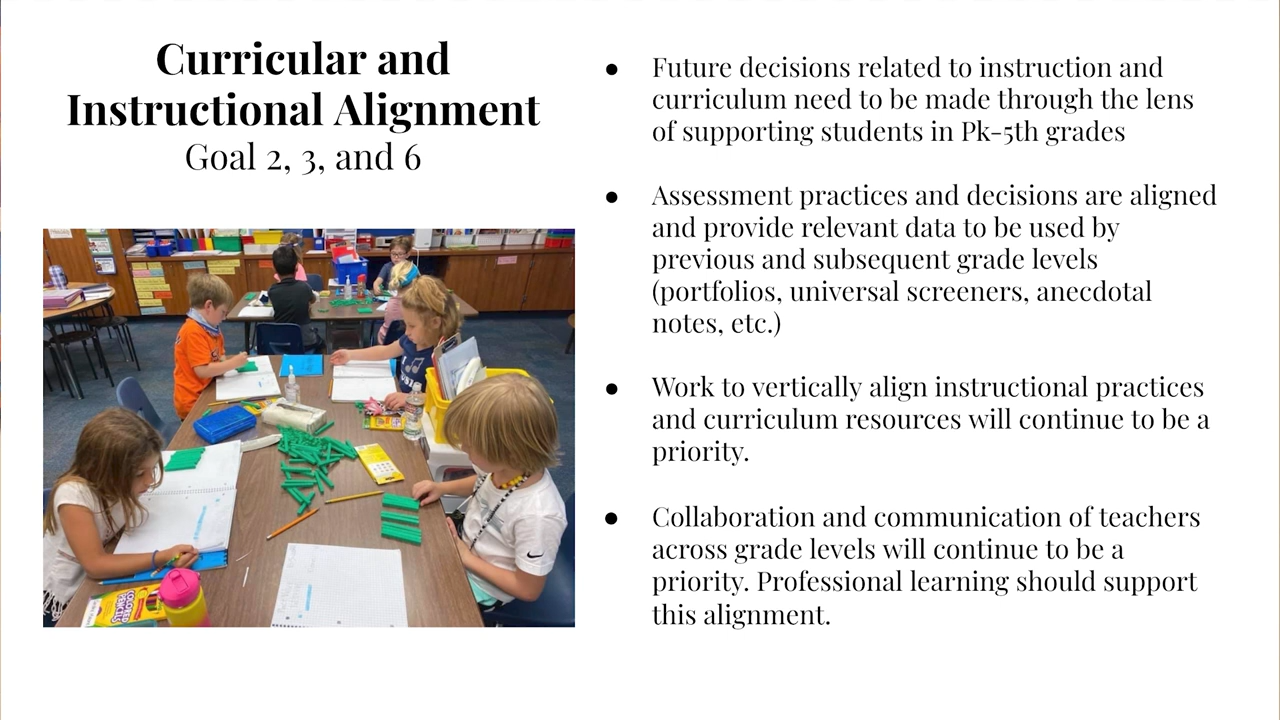 Curricular and
Instructional Alignment
Goal 2, 3, and 6
● Future decisions related to instruction and
curriculum need to be made through the lens
of supporting students in Pk-5th grades
● Assessment practices and decisions are aligned
and provide relevant data to be used by
previous and subsequent grade levels
(portfolios, universal screeners, anecdotal
notes, etc.)
● Work to vertically align instructional practices
and curriculum resources will continue to be a
priority.
● Collaboration and communication of teachers
across grade levels will continue to be a
priority. Professional learning should support
this alignment.
COLORED
PENCILS